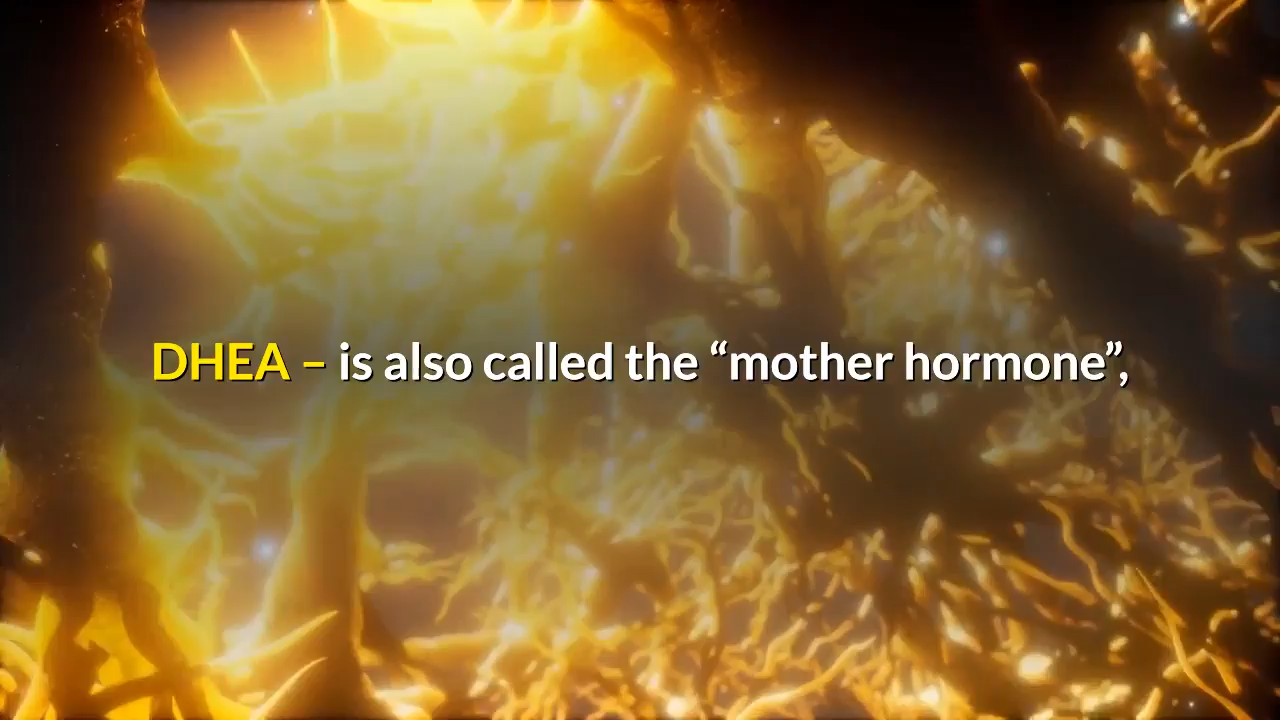 DHEA – is also called the “mother hormone”,